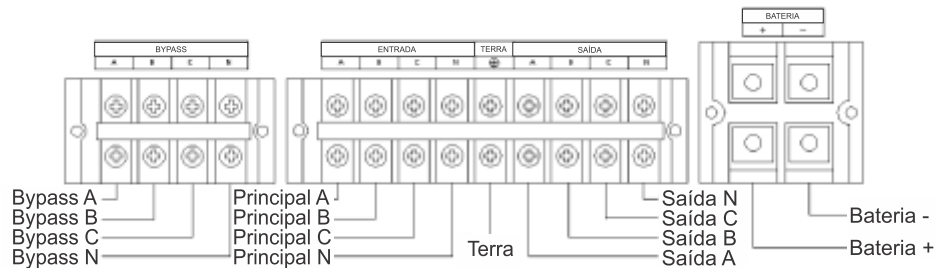 BATERIA
+ −
BYPASS
A B C N
ENTRADA TERRA SAÍDA
A B C N A B C N
Bypass A
Bypass B
Bypass C
Bypass N
Principal A
Principal B
Principal C
Principal N
Terra
Saída N
Saída C
Saída B
Saída A
Bateria -
Bateria +